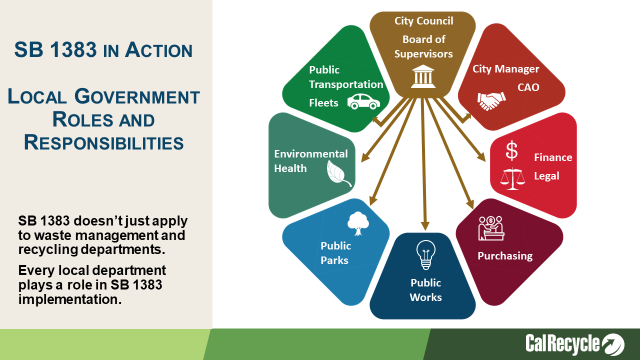 SB 1383 IN ACTION
LOCAL GOVERNMENT
ROLES AND
RESPONSIBILITIES
SB 1383 doesn't just apply
to waste management and
recycling departments.
Every local department
plays a role in SB 1383
implementation.
City Council
Board of
Supervisors
City Manager
CAO
$
Finance
Legal
Purchasing
Public
Works
Public
Parks
Environmental
Health
Public
Transportation
Fleets
CalRecycle